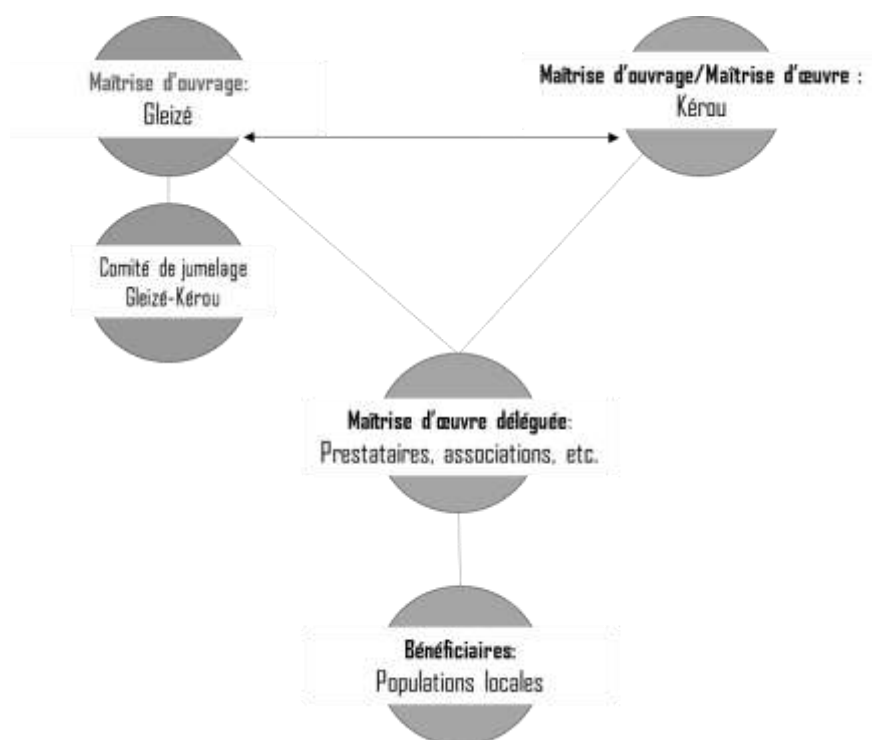 Maîtrise d'ouvrage:
Gleizé
Maîtrise d'ouvrage/Maîtrise d'œuvre :
Kérou
Comité de jumelage
Gleizé-Kérou
Maîtrise d'œuvre déléguée:
Prestataires, associations, etc.
Bénéficiaires:
Populations locales